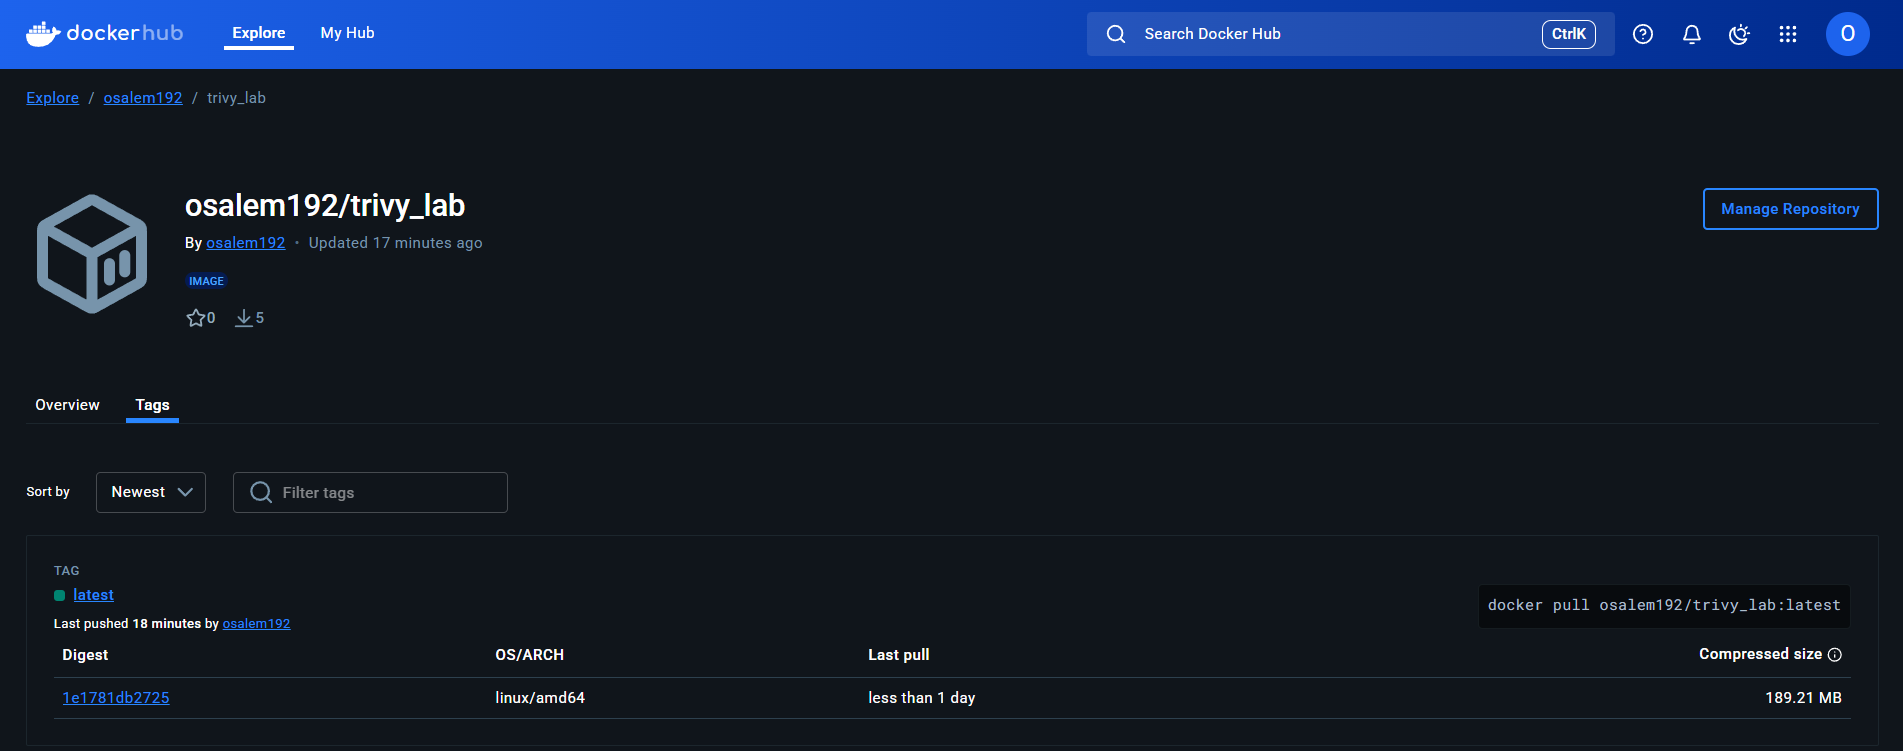 dockerhub
Explore
My Hub
Search Docker Hub
CtrlK
O
Explore / osalem192 / trivy_lab
osalem192/trivy_lab
Manage Repository
By osalem192 · Updated 17 minutes ago
IMAGE
0 5
Overview
Tags
Sort by
Newest
Filter tags
TAG
latest
docker pull osalem192/trivy_lab:latest
Last pushed 18 minutes by osalem192
Digest OS/ARCH Last pull Compressed size
1e1781db2725 linux/amd64 less than 1 day 189.21 MB